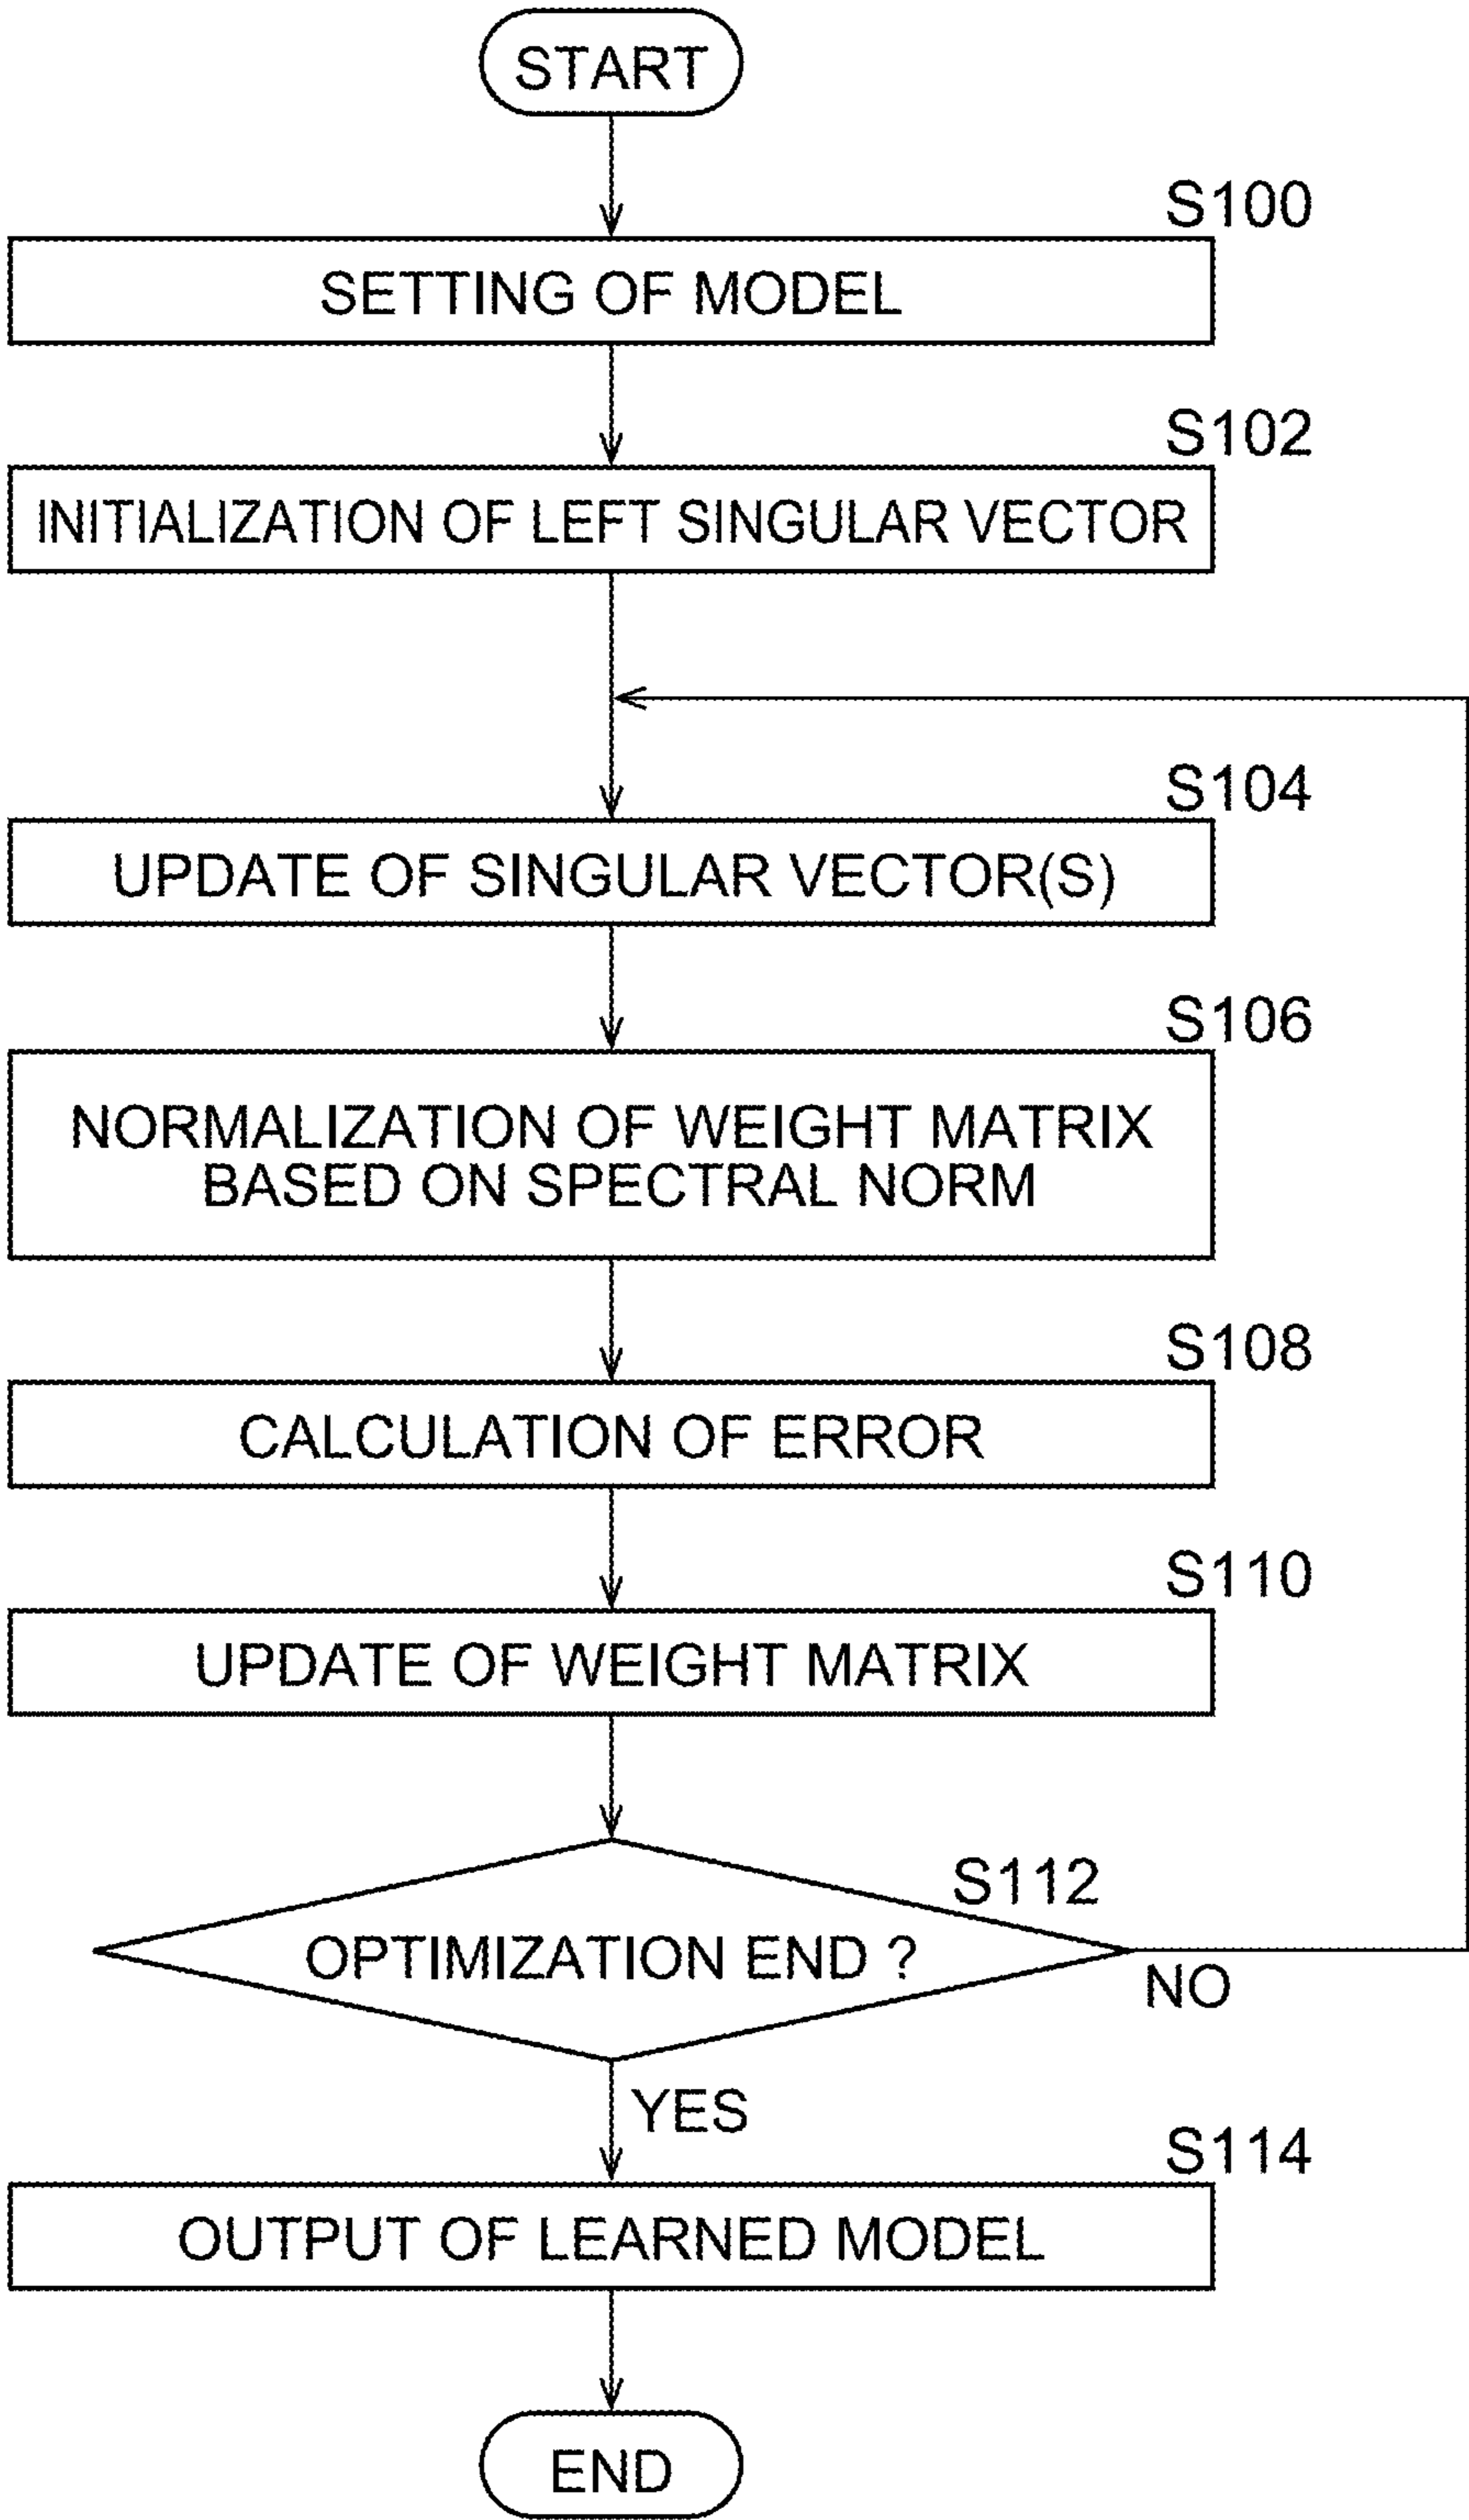 START
S100
SETTING OF MODEL
S102
INITIALIZATION OF LEFT SINGULAR VECTOR
S104
UPDATE OF SINGULAR VECTOR(S)
S106
NORMALIZATION OF WEIGHT MATRIX
BASED ON SPECTRAL NORM
S108
CALCULATION OF ERROR
S110
UPDATE OF WEIGHT MATRIX
S112
OPTIMIZATION END ?
NO
YES
S114
OUTPUT OF LEARNED MODEL
END